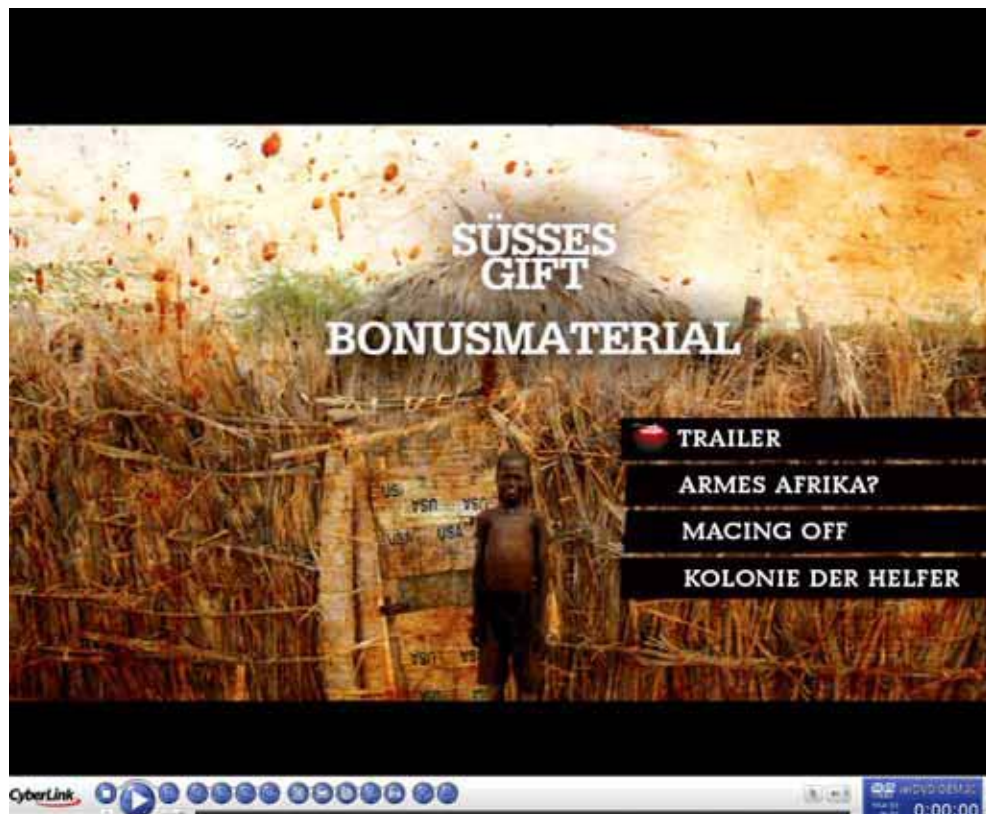 SÜSSES
GIFT
BONUSMATERIAL
TRAILER
ARMES AFRIKA?
MACING OFF
KOLONIE DER HELFER
USA USA
USA
USA
CyberLink
0:00:00